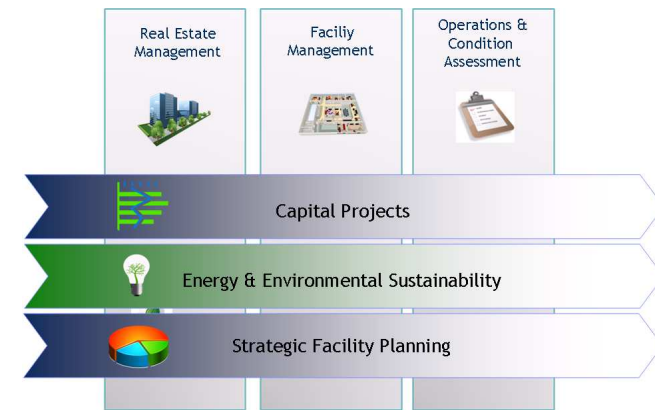 Real Estate
Management
Faciliy
Management
Operations &
Condition
Assessment
Capital Projects
Energy & Environmental Sustainability
Strategic Facility Planning